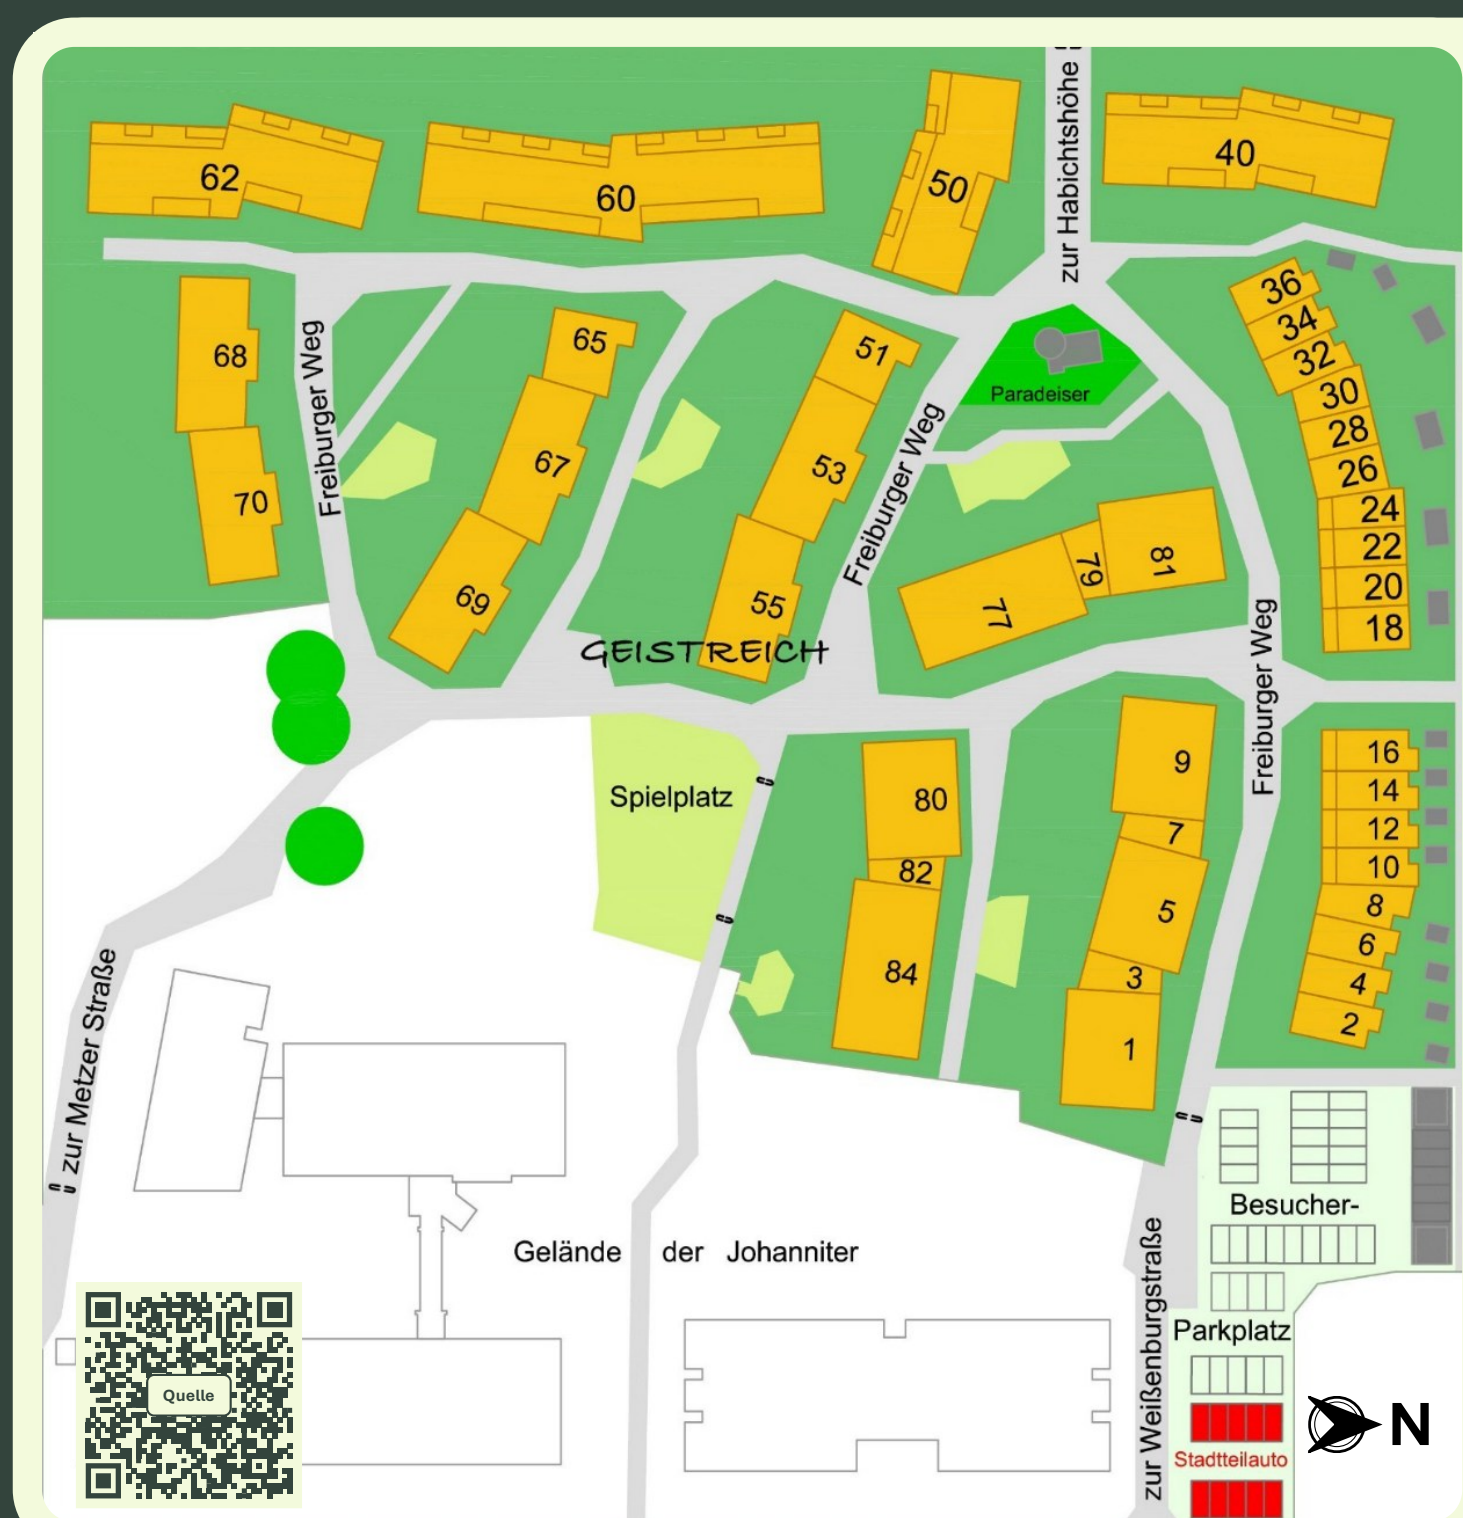 zur Habichtshöhe
62
60
50
40
36
34
32
30
28
26
24
22
20
18
68
70
Freiburger Weg
65
67
69
51
53
55
Freiburger Weg
Paradeiser
77
79
81
GEISTREICH
Freiburger Weg
Spielplatz
80
82
84
9
7
5
3
1
16
14
12
10
8
6
4
2
zur Metzer Straße
Gelände der Johanniter
zur Weißenburgstraße
Besucher-
Parkplatz
Stadtteilauto
N
Quelle